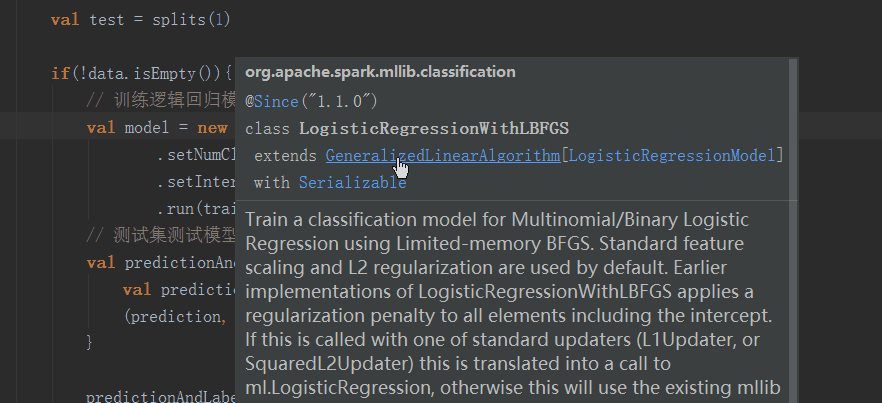 val test = splits(1)
if(!data.isEmpty()){
// 训练逻辑回归模
val model = new
.setNumCl
.setInter
.run(trai
// 测试集测试模型
val predictionAn
val predictio
(prediction,
}
predictionAndLabe
org.apache.spark.mllib.classification
@Since("1.1.0")
class LogisticRegressionWithLBFGS
extends GeneralizedLinearAlgorithm[LogisticRegressionModel]
with Serializable
Train a classification model for Multinomial/Binary Logistic
Regression using Limited-memory BFGS. Standard feature
scaling and L2 regularization are used by default. Earlier
implementations of LogisticRegressionWithLBFGS applies a
regularization penalty to all elements including the intercept.
If this is called with one of standard updaters (L1Updater, or
SquaredL2Updater) this is translated into a call to
ml.LogisticRegression, otherwise this will use the existing mllib